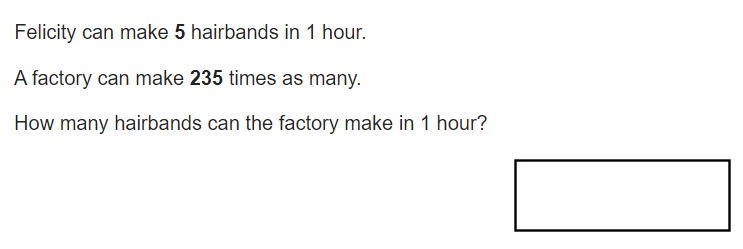 Felicity can make 5 hairbands in 1 hour.
A factory can make 235 times as many.
How many hairbands can the factory make in 1 hour?